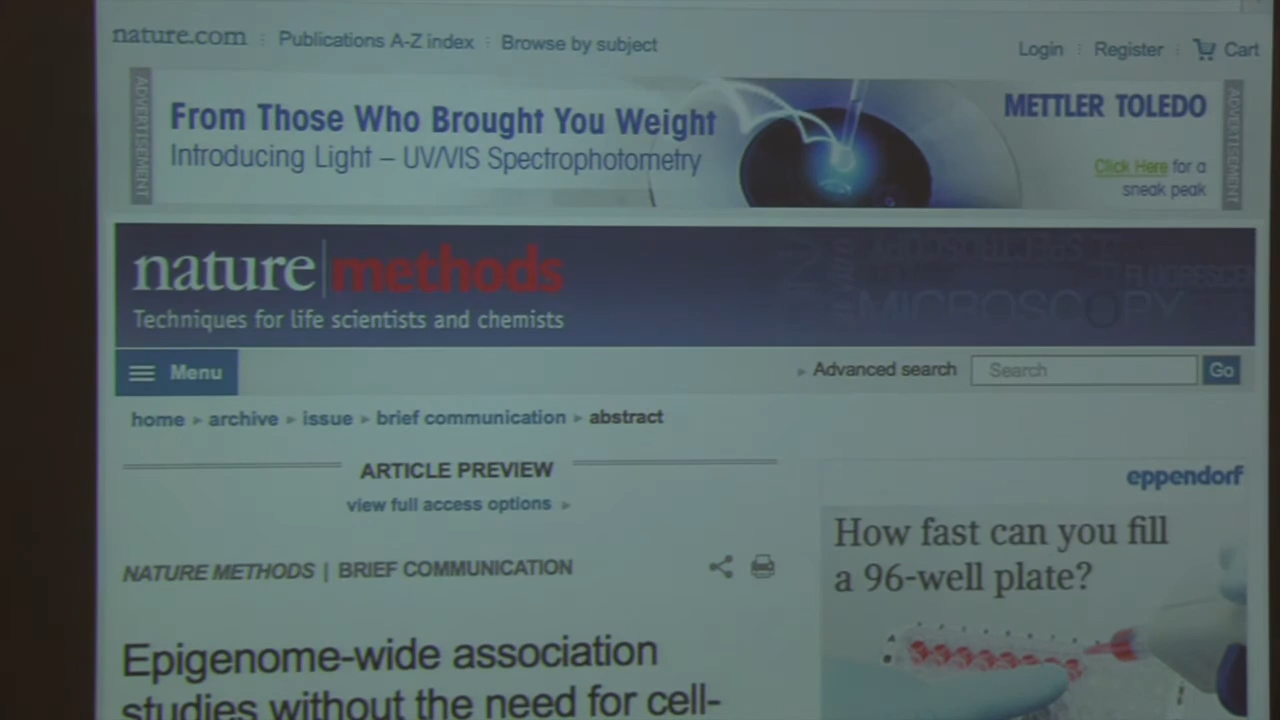 nature.com : Publications A-Z index : Browse by subject
Login : Register : Cart
ADVERTISEMENT
From Those Who Brought You Weight
Introducing Light – UV/VIS Spectrophotometry
METTLER TOLEDO
Click Here for a
sneak peak
ADVERTISEMENT
nature|methods
Techniques for life scientists and chemists
MICROSCOPY
Menu
Advanced search
Search
Go
home ▸ archive ▸ issue ▸ brief communication ▸ abstract
ARTICLE PREVIEW
view full access options ▸
NATURE METHODS | BRIEF COMMUNICATION
Epigenome-wide association
studies without the need for cell-
eppendorf
How fast can you fill
a 96-well plate?